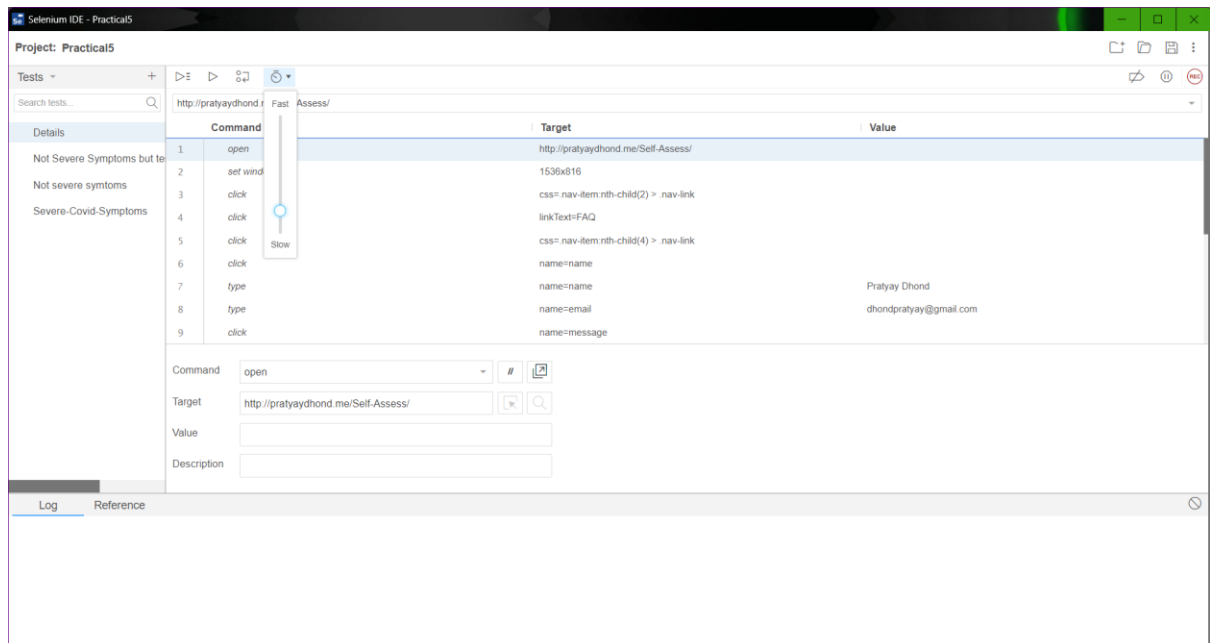 Selenium IDE - Practical5
Project: Practical5
Tests
Search tests...
Details
Not Severe Symptoms but te
Not severe symtoms
Severe-Covid-Symptoms
REC
http://pratyaydhond. Assess/
Fast
Slow
Command Target Value
1 open http://pratyaydhond.me/Self-Assess/
2 set wind 1536x816
3 click css=.nav-item:nth-child(2) > .nav-link
4 click linkText=FAQ
5 click css=.nav-item:nth-child(4) > .nav-link
6 click name=name
7 type name=name Pratyay Dhond
8 type name=email dhondpratyay@gmail.com
9 click name=message
Command open //
Target http://pratyaydhond.me/Self-Assess/
Value
Description
Log Reference